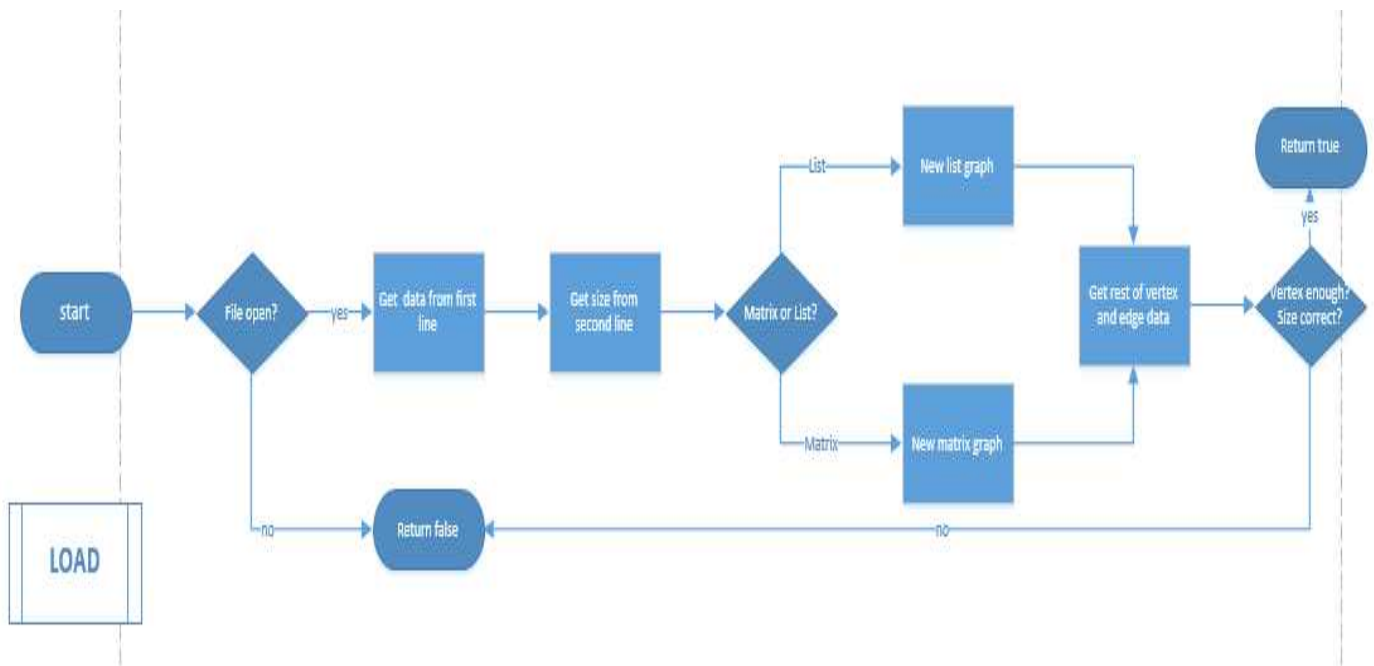 start
File open?
yes
Get data from first
line
Get size from
second line
Matrix or List?
List
New list graph
Matrix
New matrix graph
Get rest of vertex
and edge data
Vertex enough?
Size correct?
yes
Return true
no
Return false
no
LOAD